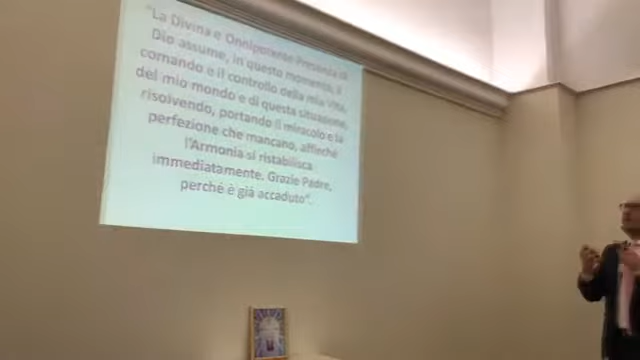 "La Divina e Onnipotente Presenza di
Dio assume, in questo momento, il
comando e il controllo della mia vita,
del mio mondo e di questa situazione,
risolvendo, portando il miracolo e la
perfezione che mancano, affinché
l'Armonia si ristabilisca
immediatamente. Grazie Padre,
perché è già accaduto".